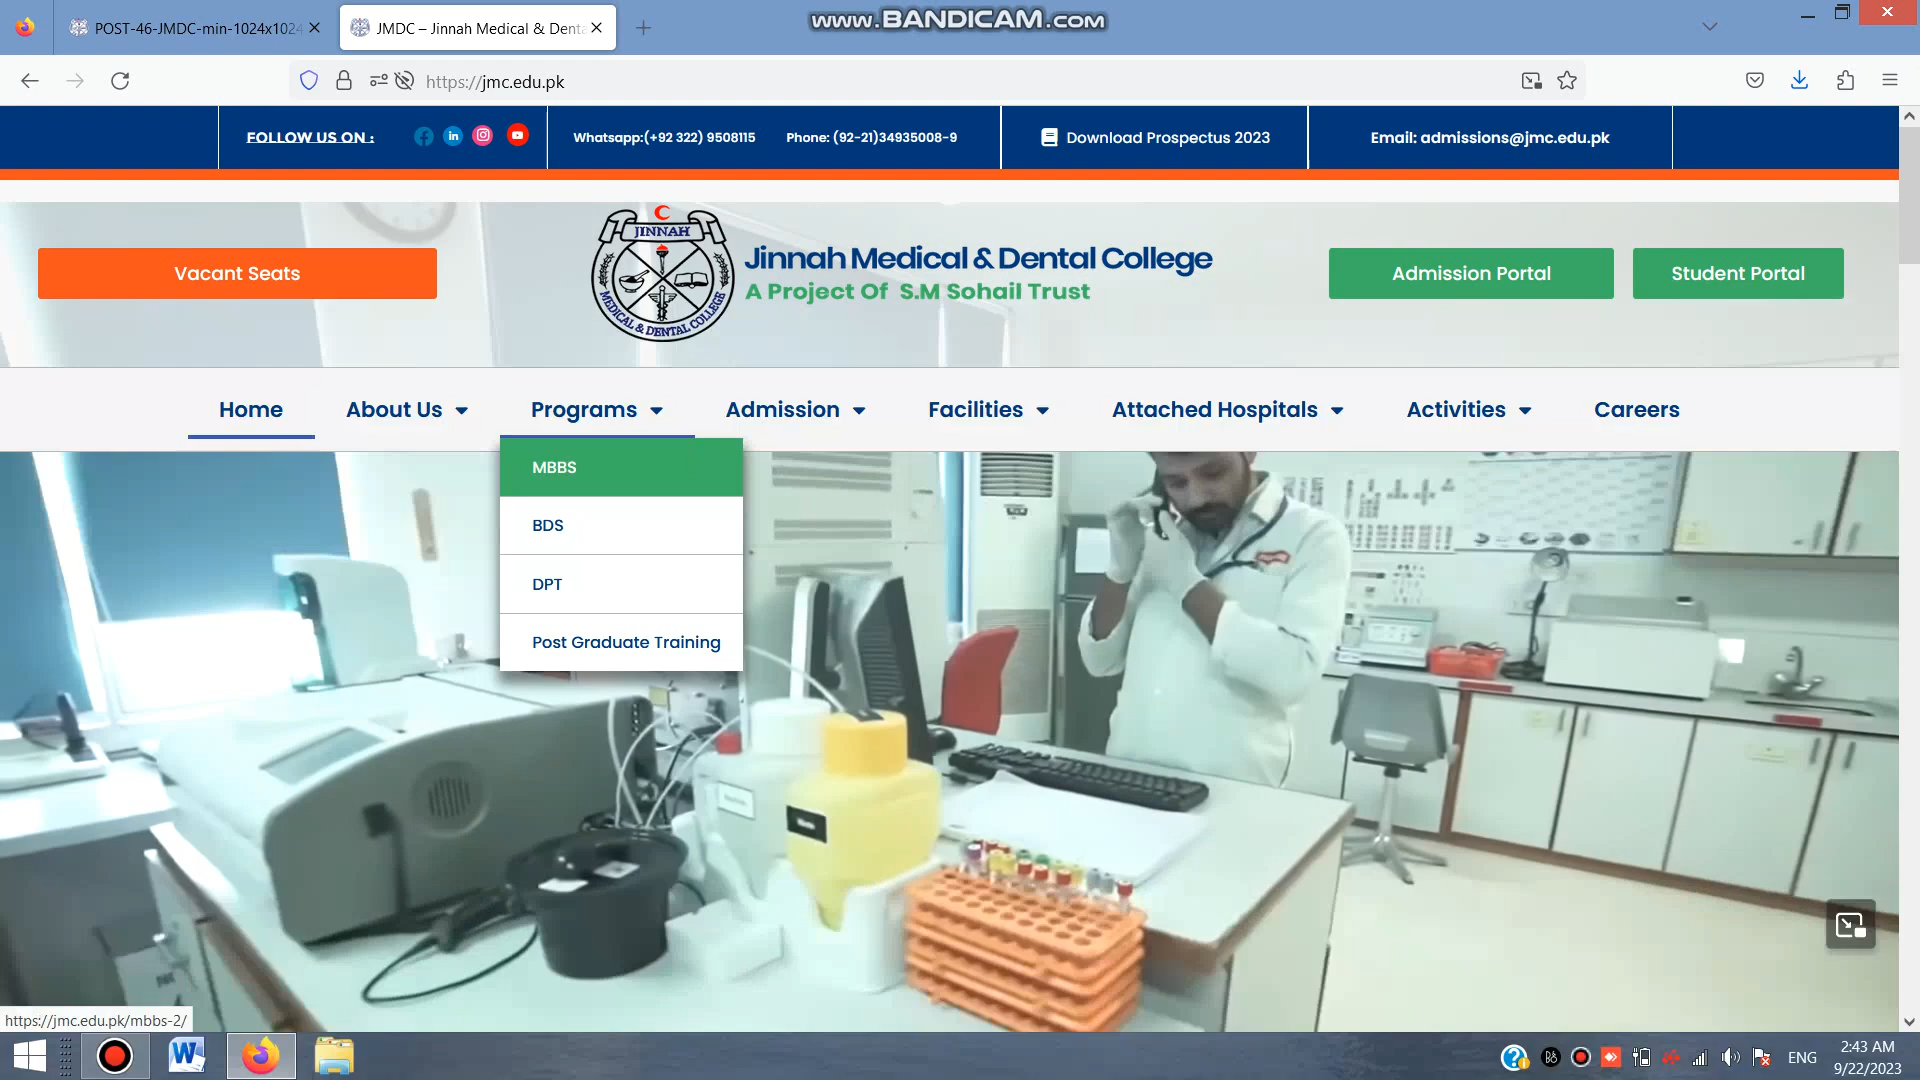 www.BANDICAM.com
POST-46-JMDC-min-1024x1024
JMDC – Jinnah Medical & Denta
https://jmc.edu.pk
FOLLOW US ON :
Whatsapp:(+92 322) 9508115
Phone: (92-21)34935008-9
Download Prospectus 2023
Email: admissions@jmc.edu.pk
Vacant Seats
JINNAH
MEDICAL & DENTAL COLLEGE
Jinnah Medical & Dental College
A Project Of S.M Sohail Trust
Admission Portal
Student Portal
Home
About Us
Programs
Admission
Facilities
Attached Hospitals
Activities
Careers
MBBS
BDS
DPT
Post Graduate Training
https://jmc.edu.pk/mbbs-2/
ENG
2:43 AM
9/22/2023